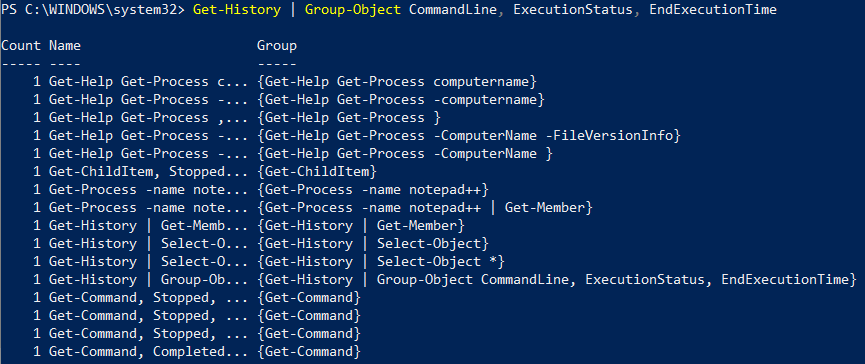 PS C:\WINDOWS\system32> Get-History | Group-Object CommandLine, ExecutionStatus, EndExecutionTime
Count Name                      Group
----- ----                      -----
    1 Get-Help Get-Process c... {Get-Help Get-Process computername}
    1 Get-Help Get-Process -... {Get-Help Get-Process -computername}
    1 Get-Help Get-Process ,... {Get-Help Get-Process }
    1 Get-Help Get-Process -... {Get-Help Get-Process -ComputerName -FileVersionInfo}
    1 Get-Help Get-Process -... {Get-Help Get-Process -ComputerName }
    1 Get-ChildItem, Stopped... {Get-ChildItem}
    1 Get-Process -name note... {Get-Process -name notepad++}
    1 Get-Process -name note... {Get-Process -name notepad++ | Get-Member}
    1 Get-History | Get-Memb... {Get-History | Get-Member}
    1 Get-History | Select-O... {Get-History | Select-Object}
    1 Get-History | Select-O... {Get-History | Select-Object *}
    1 Get-History | Group-Ob... {Get-History | Group-Object CommandLine, ExecutionStatus, EndExecutionTime}
    1 Get-Command, Stopped, ... {Get-Command}
    1 Get-Command, Stopped, ... {Get-Command}
    1 Get-Command, Stopped, ... {Get-Command}
    1 Get-Command, Completed... {Get-Command}